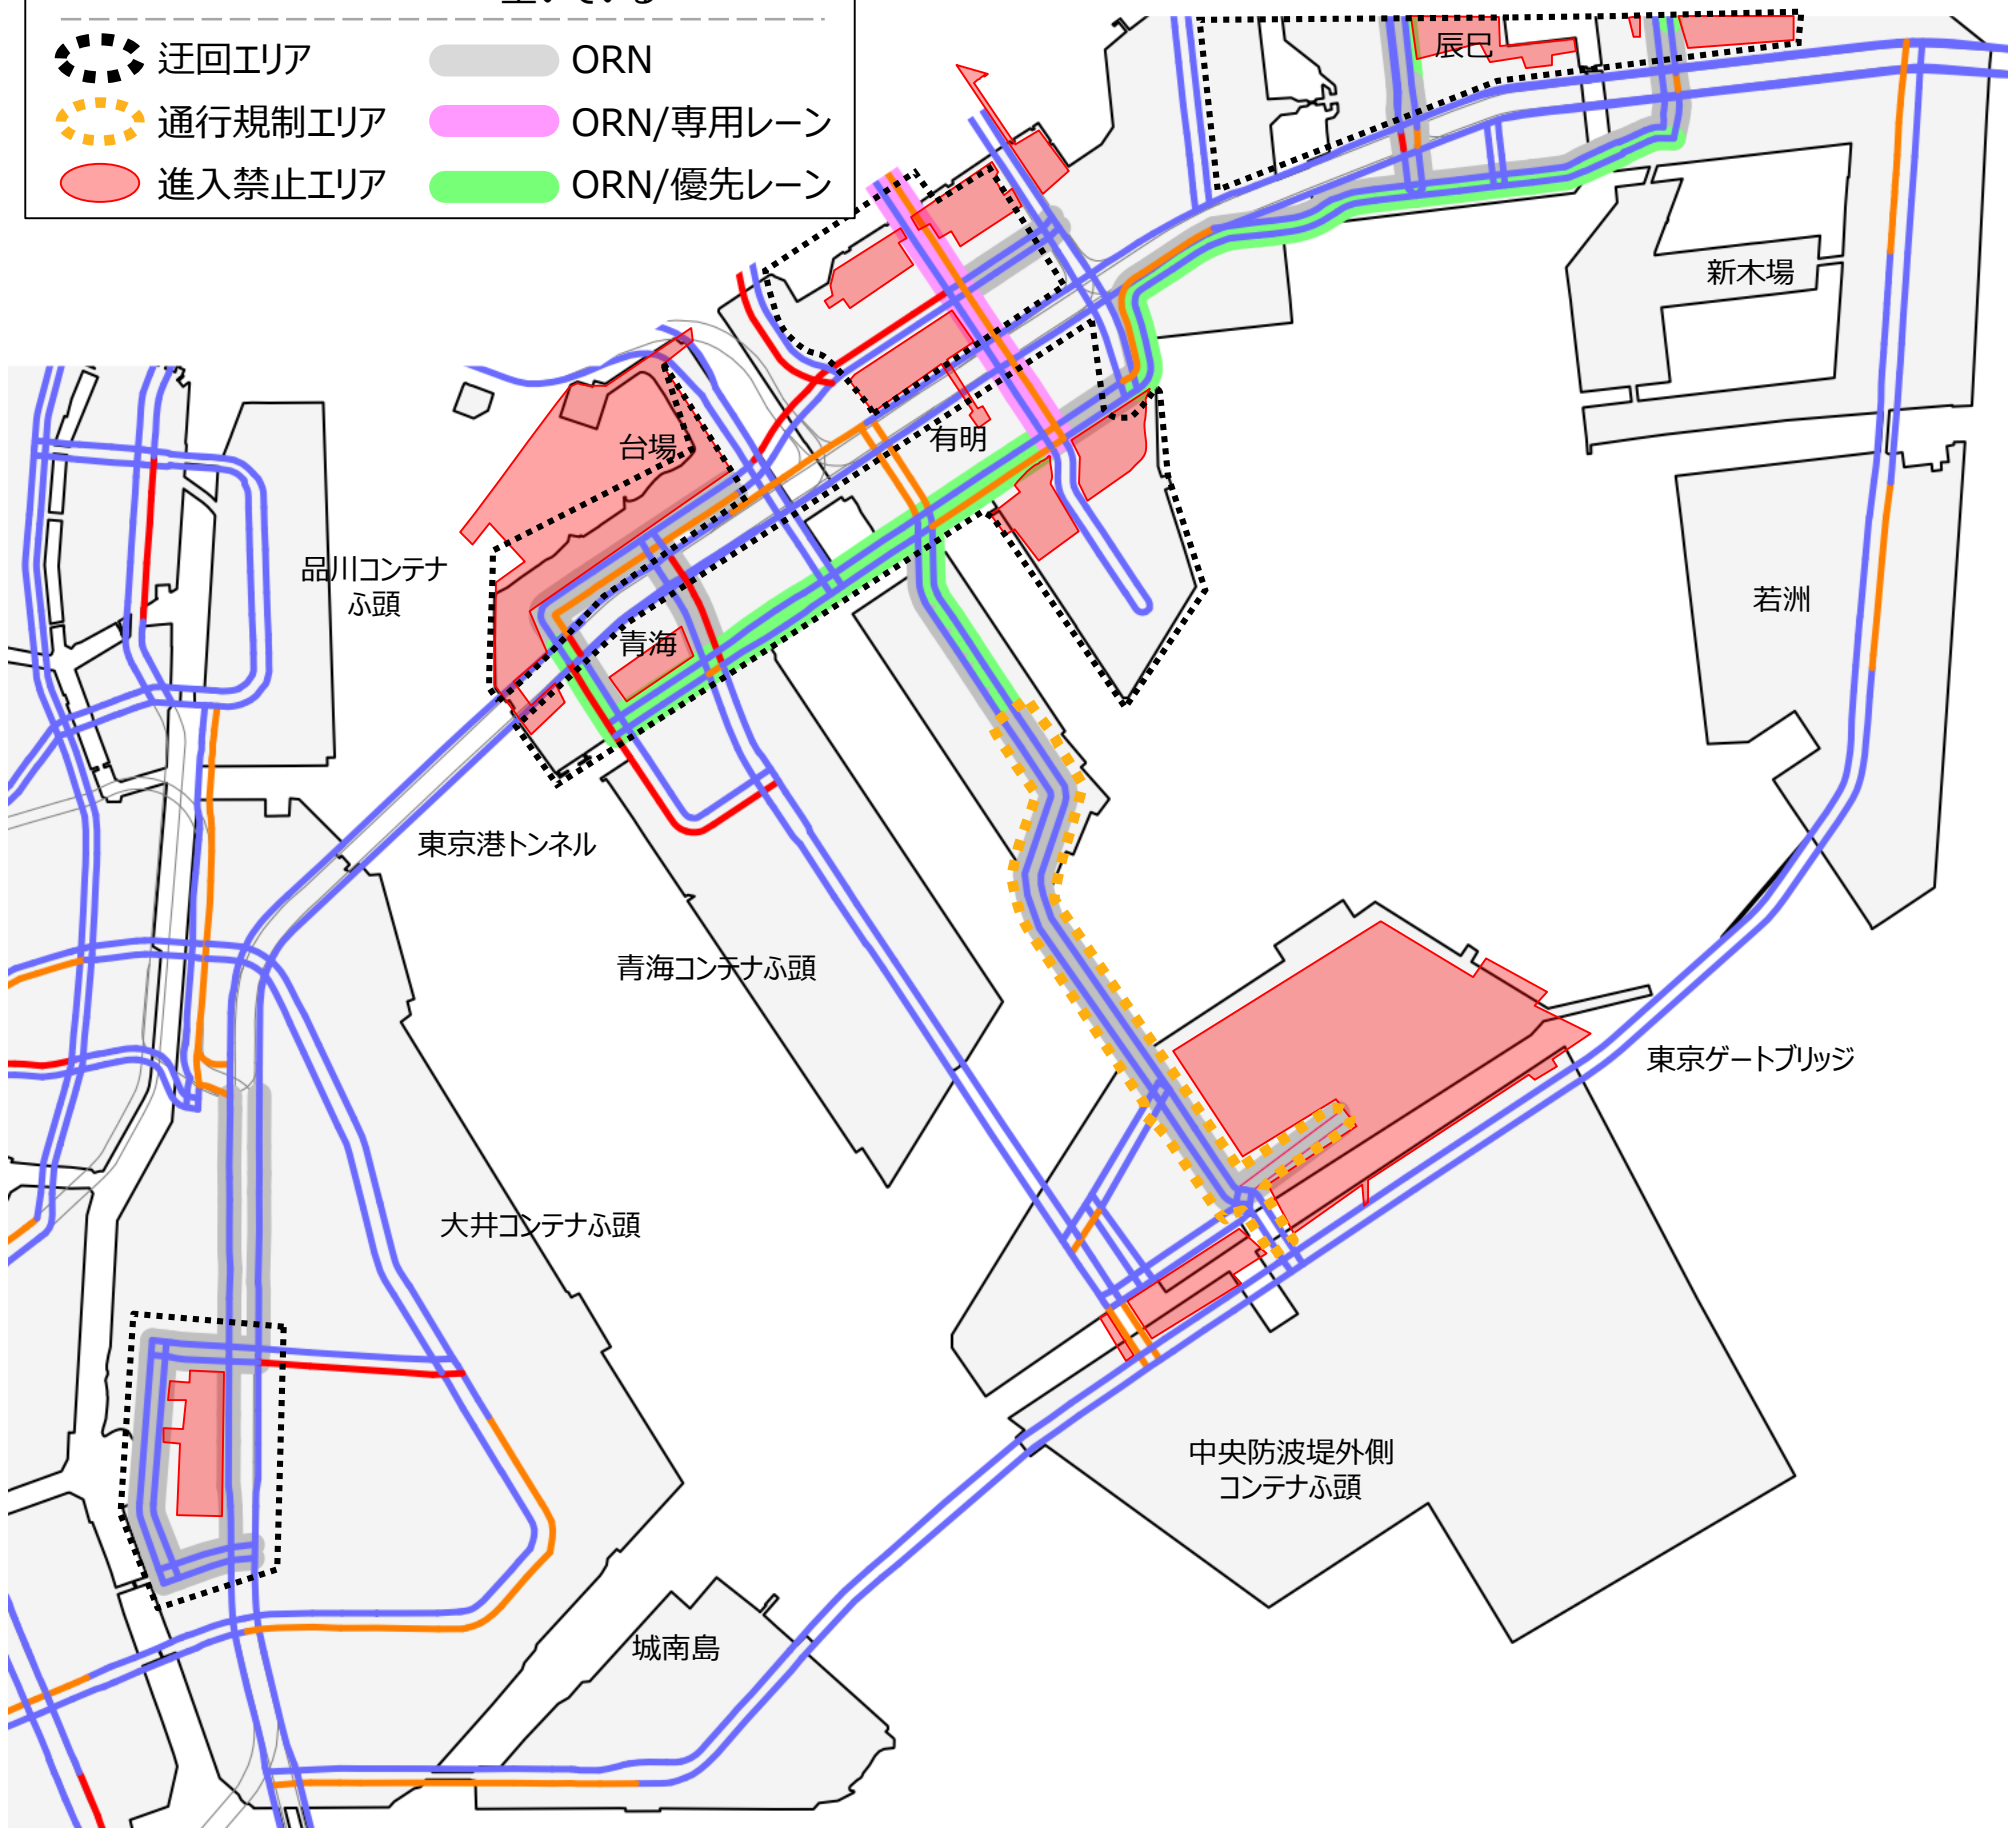 空いている
迂回エリア
ORN
通行規制エリア
ORN/専用レーン
進入禁止エリア
ORN/優先レーン
辰巳
新木場
台場
有明
品川コンテナ
ふ頭
若洲
青海
東京港トンネル
青海コンテナふ頭
東京ゲートブリッジ
大井コンテナふ頭
中央防波堤外側
コンテナふ頭
城南島